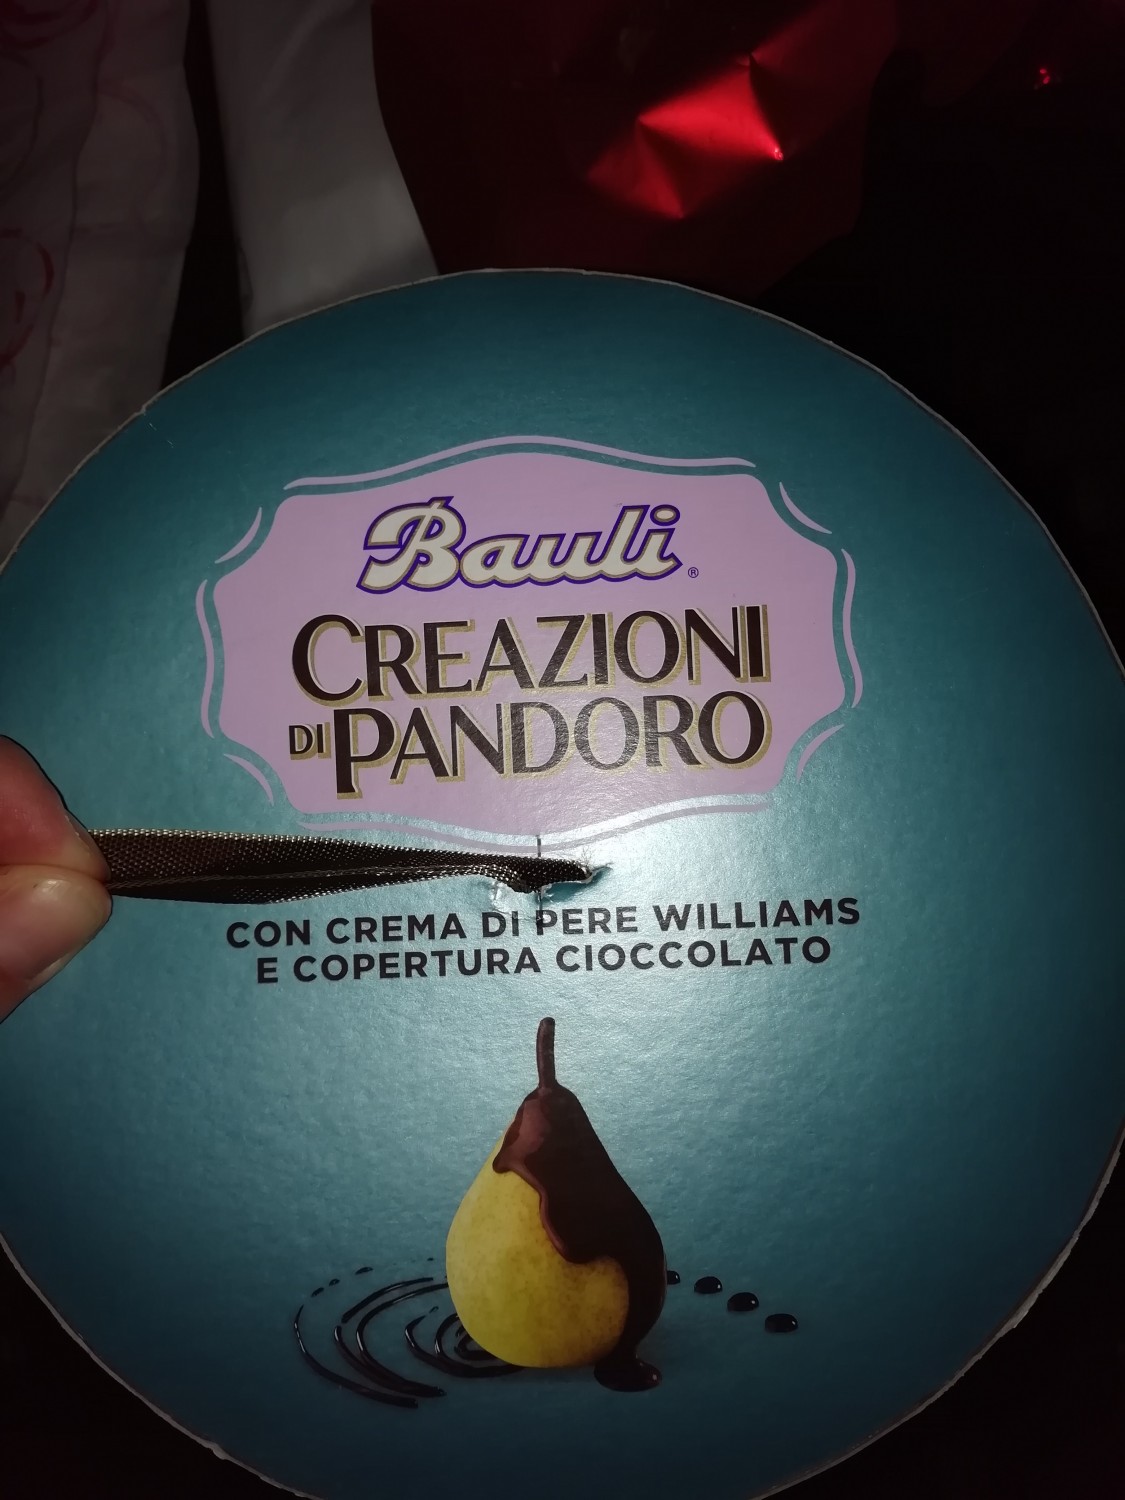 Bauli®
CREAZIONI
DI PANDORO
CON CREMA DI PERE WILLIAMS
E COPERTURA CIOCCOLATO